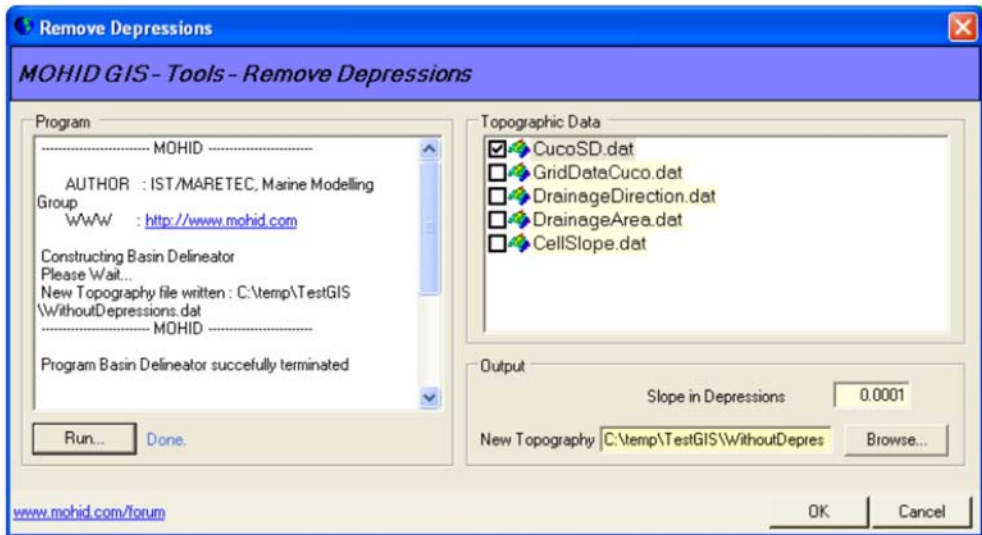 Remove Depressions
MOHID GIS - Tools - Remove Depressions
Program
-------------------------- MOHID -------------------------
AUTHOR : IST/MARETEC, Marine Modelling
Group
WWW : http://www.mohid.com
Constructing Basin Delineator
Please Wait...
New Topography file written : C:\temp\TestGIS
\WithoutDepressions.dat
-------------------------- MOHID -------------------------
Program Basin Delineator succefully terminated
Run...
Done.
Topographic Data
CucoSD.dat
GridDataCuco.dat
DrainageDirection.dat
DrainageArea.dat
CellSlope.dat
Output
Slope in Depressions 0.0001
New Topography C:\temp\TestGIS\WithoutDepres Browse...
www.mohid.com/forum
OK
Cancel